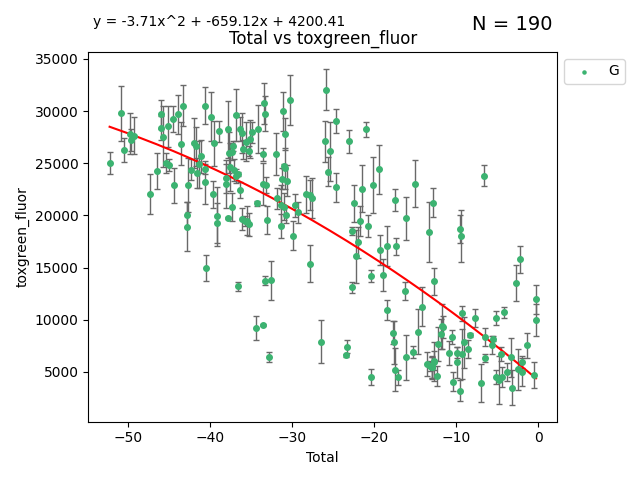 y = -3.71x^2 + -659.12x + 4200.41
N = 190
Total vs toxgreen_fluor
G
35000
30000
25000
20000
15000
10000
5000
toxgreen_fluor
−50 −40 −30 −20 −10 0
Total